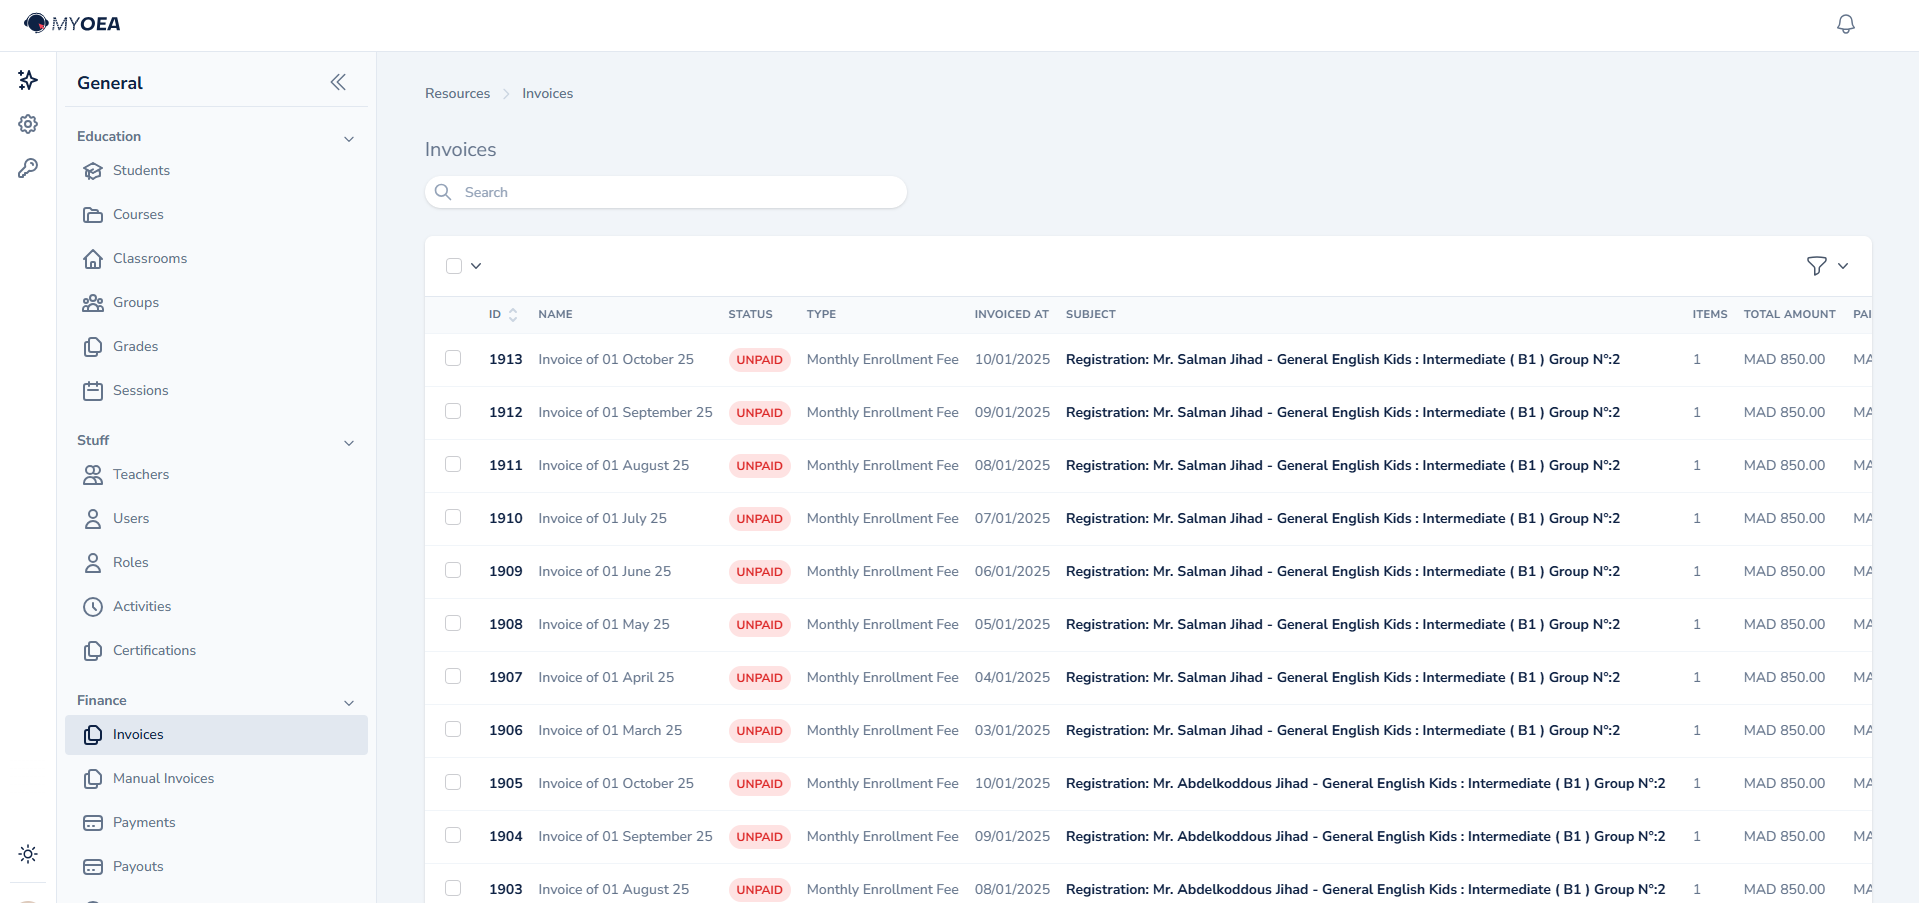 MYOEA
General
Education
Students
Courses
Classrooms
Groups
Grades
Sessions
Stuff
Teachers
Users
Roles
Activities
Certifications
Finance
Invoices
Manual Invoices
Payments
Payouts
Resources Invoices
Invoices
Search
ID NAME STATUS TYPE INVOICED AT SUBJECT ITEMS TOTAL AMOUNT PAI
1913 Invoice of 01 October 25 UNPAID Monthly Enrollment Fee 10/01/2025 Registration: Mr. Salman Jihad - General English Kids : Intermediate ( B1 ) Group N°:2 1 MAD 850.00 MA
1912 Invoice of 01 September 25 UNPAID Monthly Enrollment Fee 09/01/2025 Registration: Mr. Salman Jihad - General English Kids : Intermediate ( B1 ) Group N°:2 1 MAD 850.00 MA
1911 Invoice of 01 August 25 UNPAID Monthly Enrollment Fee 08/01/2025 Registration: Mr. Salman Jihad - General English Kids : Intermediate ( B1 ) Group N°:2 1 MAD 850.00 MA
1910 Invoice of 01 July 25 UNPAID Monthly Enrollment Fee 07/01/2025 Registration: Mr. Salman Jihad - General English Kids : Intermediate ( B1 ) Group N°:2 1 MAD 850.00 MA
1909 Invoice of 01 June 25 UNPAID Monthly Enrollment Fee 06/01/2025 Registration: Mr. Salman Jihad - General English Kids : Intermediate ( B1 ) Group N°:2 1 MAD 850.00 MA
1908 Invoice of 01 May 25 UNPAID Monthly Enrollment Fee 05/01/2025 Registration: Mr. Salman Jihad - General English Kids : Intermediate ( B1 ) Group N°:2 1 MAD 850.00 MA
1907 Invoice of 01 April 25 UNPAID Monthly Enrollment Fee 04/01/2025 Registration: Mr. Salman Jihad - General English Kids : Intermediate ( B1 ) Group N°:2 1 MAD 850.00 MA
1906 Invoice of 01 March 25 UNPAID Monthly Enrollment Fee 03/01/2025 Registration: Mr. Salman Jihad - General English Kids : Intermediate ( B1 ) Group N°:2 1 MAD 850.00 MA
1905 Invoice of 01 October 25 UNPAID Monthly Enrollment Fee 10/01/2025 Registration: Mr. Abdelkoddous Jihad - General English Kids : Intermediate ( B1 ) Group N°:2 1 MAD 850.00 MA
1904 Invoice of 01 September 25 UNPAID Monthly Enrollment Fee 09/01/2025 Registration: Mr. Abdelkoddous Jihad - General English Kids : Intermediate ( B1 ) Group N°:2 1 MAD 850.00 MA
1903 Invoice of 01 August 25 UNPAID Monthly Enrollment Fee 08/01/2025 Registration: Mr. Abdelkoddous Jihad - General English Kids : Intermediate ( B1 ) Group N°:2 1 MAD 850.00 MA